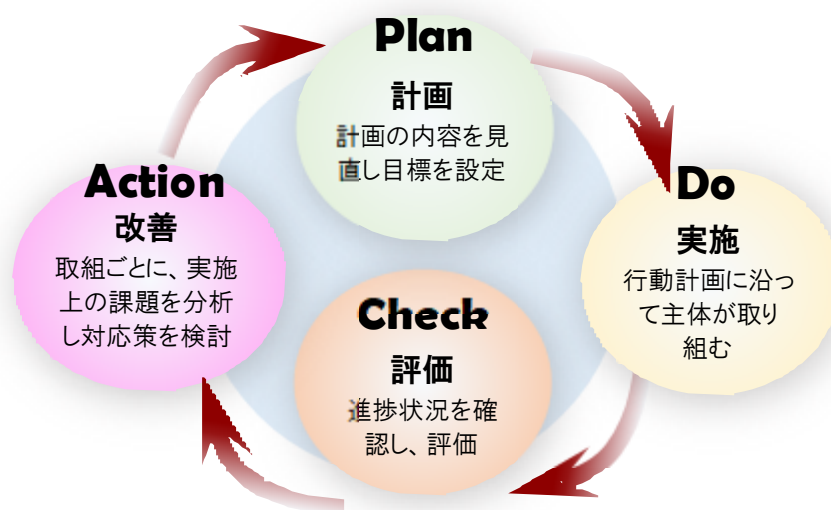 Plan
計画
計画の内容を見
直し目標を設定
Do
実施
行動計画に沿っ
て主体が取り
組む
Check
評価
進捗状況を確
認し、評価
Action
改善
取組ごとに、実施
上の課題を分析
し対応策を検討